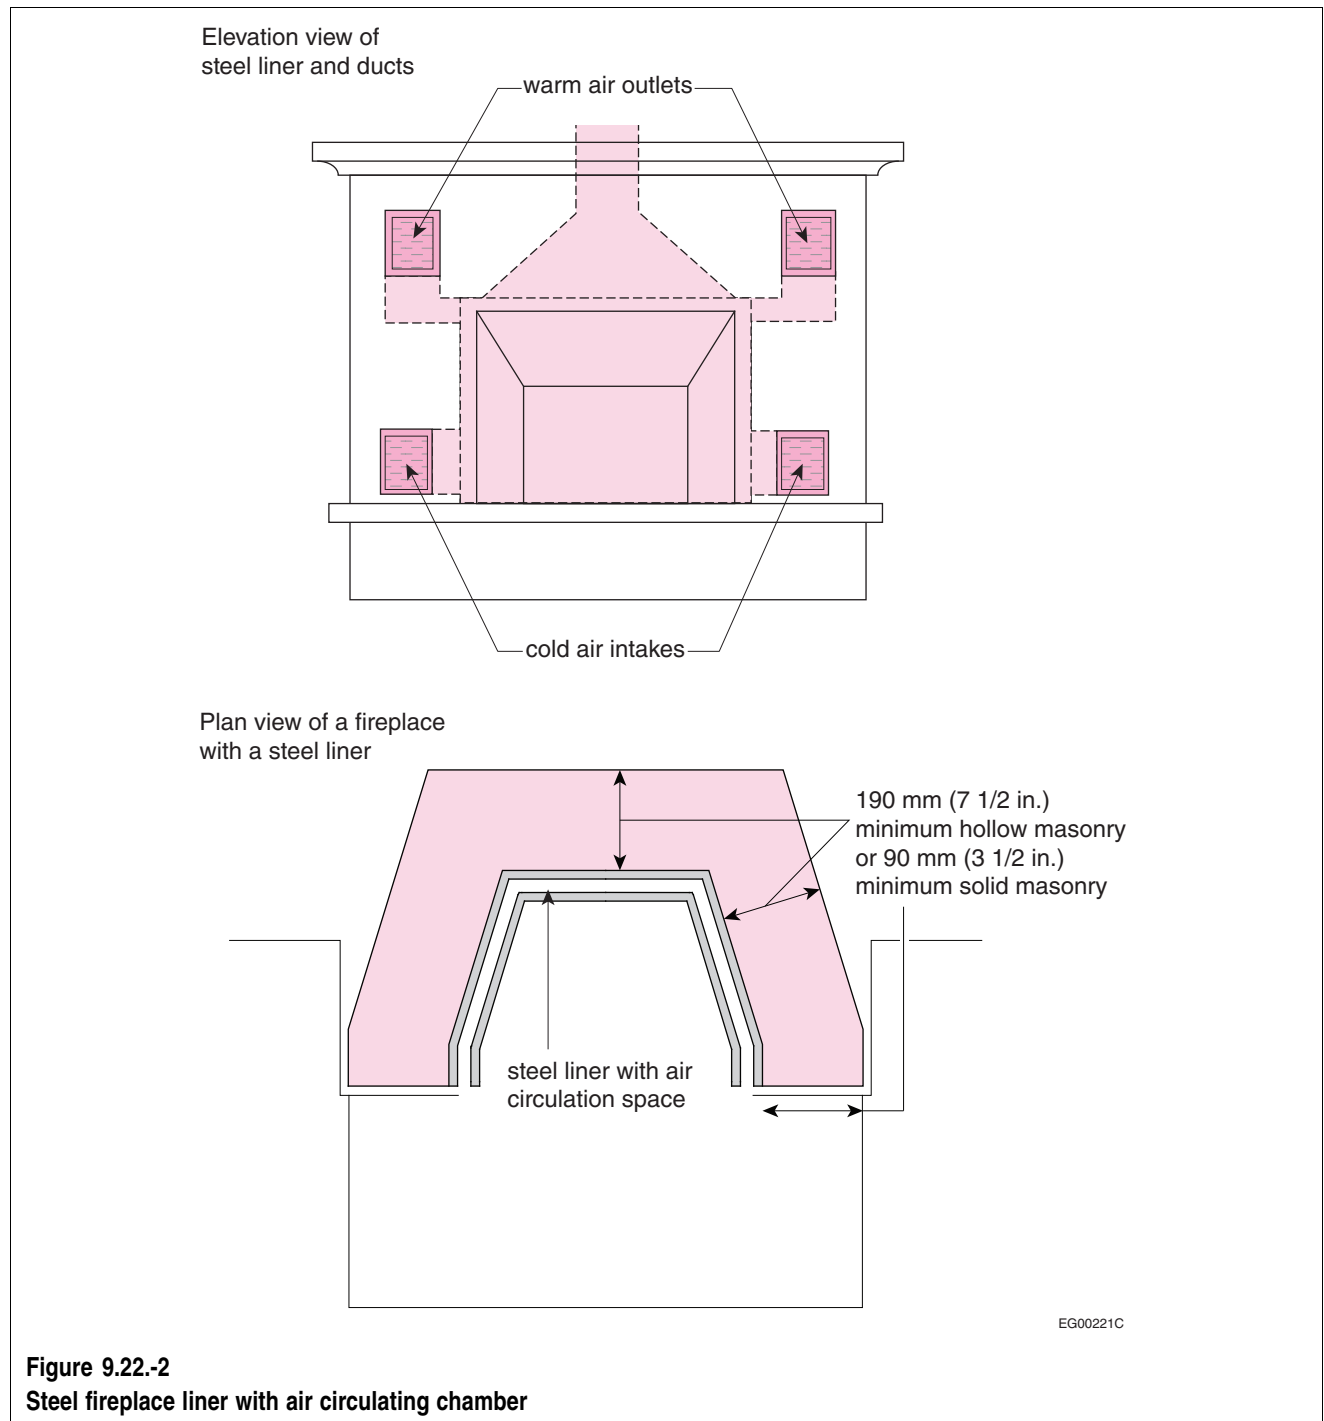 Elevation view of
steel liner and ducts
warm air outlets
cold air intakes
Plan view of a fireplace
with a steel liner
190 mm (7 1/2 in.)
minimum hollow masonry
or 90 mm (3 1/2 in.)
minimum solid masonry
steel liner with air
circulation space
EG00221C
Figure 9.22.-2
Steel fireplace liner with air circulating chamber